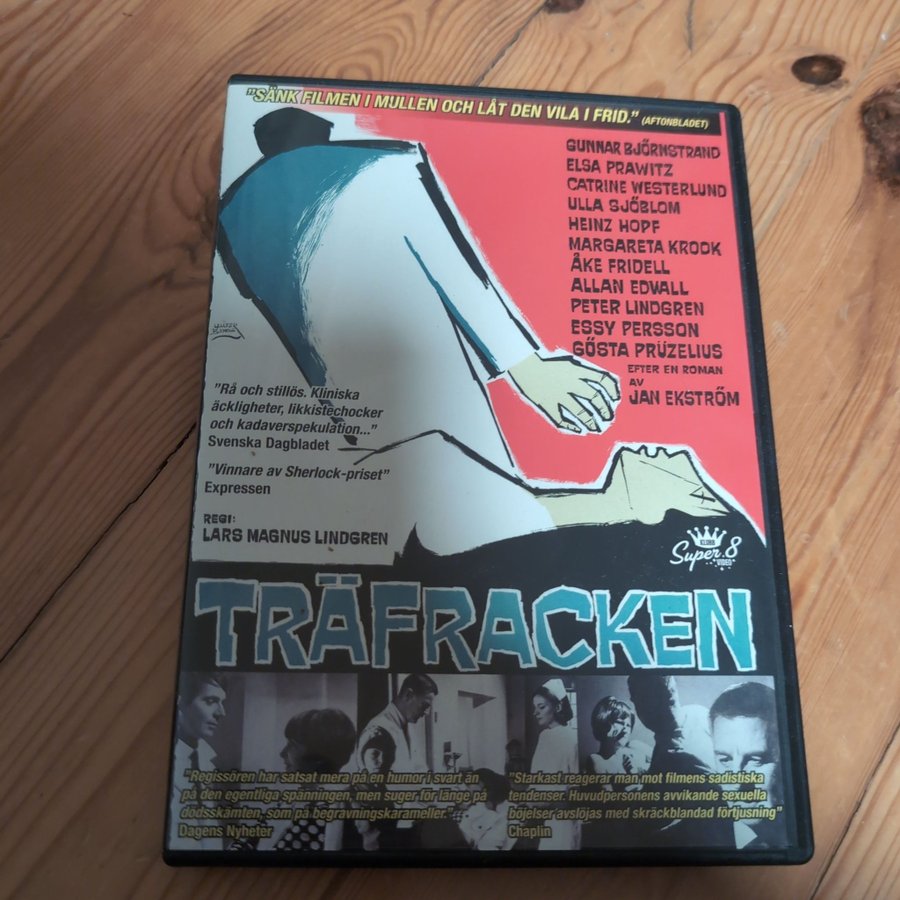 "SÄNK FILMEN I MULLEN OCH LÅT DEN VILA I FRID." (AFTONBLADET)
GUNNAR BJÖRNSTRAND
ELSA PRAWITZ
CATRINE WESTERLUND
ULLA SJÖBLOM
HEINZ HOPF
MARGARETA KROOK
ÅKE FRIDELL
ALLAN EDWALL
PETER LINDGREN
ESSY PERSSON
GÖSTA PRÜZELIUS
EFTER EN ROMAN
AV
JAN EKSTRÖM
"Rå och stillös. Kliniska
äckligheter, likkistechocker
och kadaverspekulation..."
Svenska Dagbladet
"Vinnare av Sherlock-priset"
Expressen
REGI:
LARS MAGNUS LINDGREN
KLUBB
Super 8
VIDEO
TRÄFRACKEN
"Regissören har satsat mera på en humor i svart än
på den egentliga spänningen, men suger för länge på
dödsskämten, som på begravningskarameller."
Dagens Nyheter
"Starkast reagerar man mot filmens sadistiska
tendenser. Huvudpersonens avvikande sexuella
böjelser avslöjas med skräckblandad förtjusning"
Chaplin